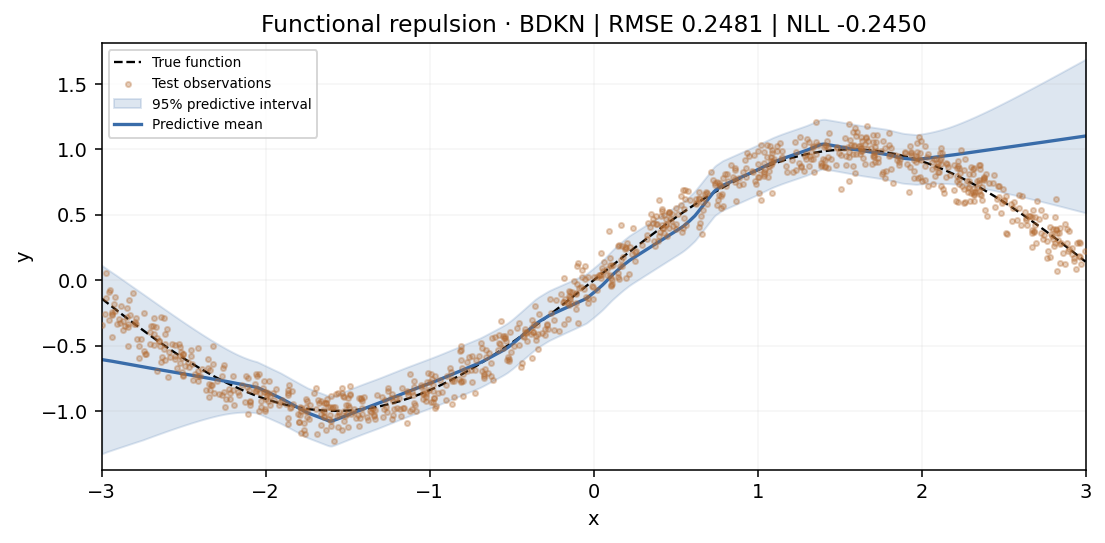 Functional repulsion · BDKN | RMSE 0.2481 | NLL -0.2450
True function
Test observations
95% predictive interval
Predictive mean
1.5
1.0
0.5
0.0
−0.5
−1.0
y
−3
−2
−1
0
1
2
3
x